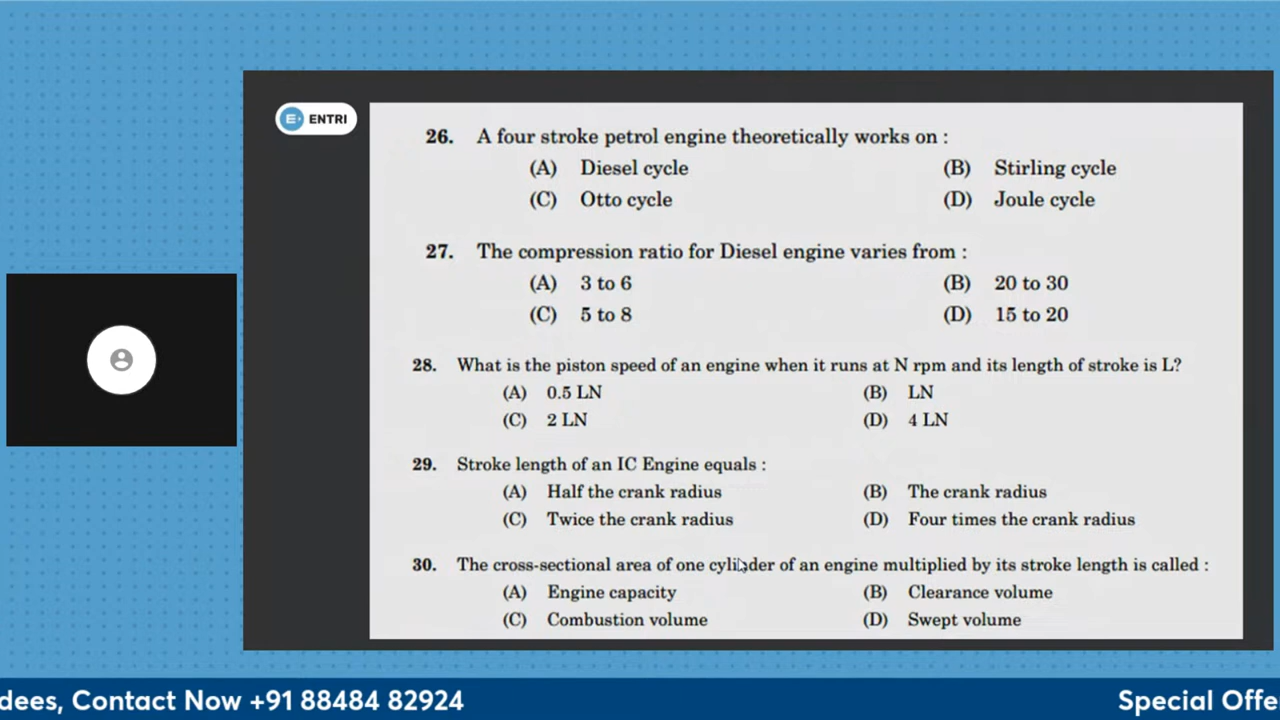 ENTRI
26. A four stroke petrol engine theoretically works on :
(A) Diesel cycle (B) Stirling cycle
(C) Otto cycle (D) Joule cycle
27. The compression ratio for Diesel engine varies from :
(A) 3 to 6 (B) 20 to 30
(C) 5 to 8 (D) 15 to 20
28. What is the piston speed of an engine when it runs at N rpm and its length of stroke is L?
(A) 0.5 LN (B) LN
(C) 2 LN (D) 4 LN
29. Stroke length of an IC Engine equals :
(A) Half the crank radius (B) The crank radius
(C) Twice the crank radius (D) Four times the crank radius
30. The cross-sectional area of one cylinder of an engine multiplied by its stroke length is called :
(A) Engine capacity (B) Clearance volume
(C) Combustion volume (D) Swept volume
dees, Contact Now +91 88484 82924 Special Offe